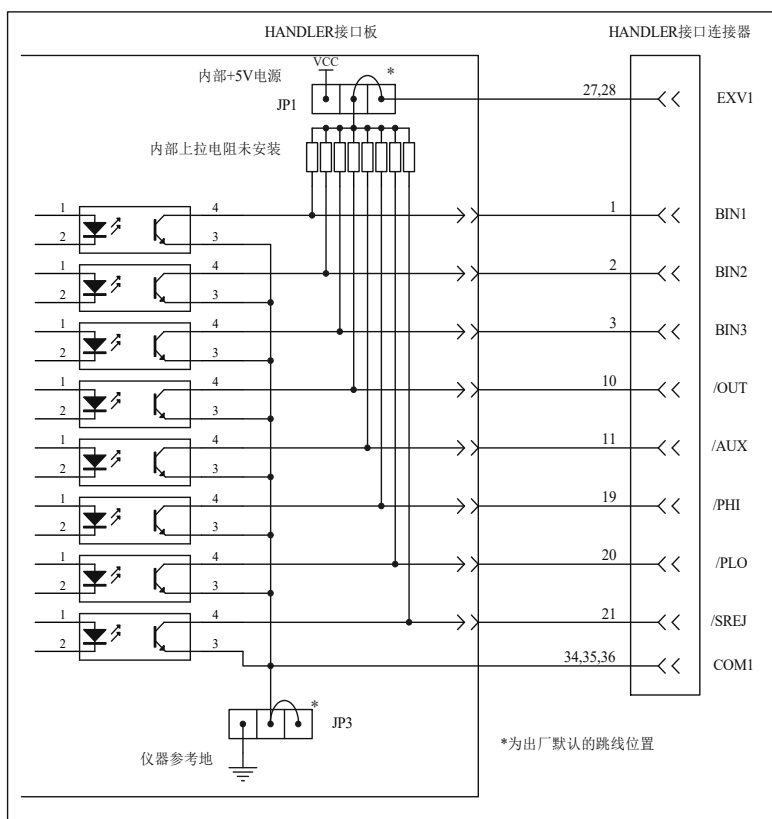 HANDLER接口板
HANDLER接口连接器
内部+5V电源
VCC
*
JP1
27,28
EXV1
内部上拉电阻未安装
1
4
1
BIN1
2
3
1
4
2
BIN2
2
3
1
4
3
BIN3
2
3
1
4
10
/OUT
2
3
1
4
11
/AUX
2
3
1
4
19
/PHI
2
3
1
4
20
/PLO
2
3
1
4
21
/SREJ
2
3
34,35,36
COM1
*
JP3
仪器参考地
*为出厂默认的跳线位置